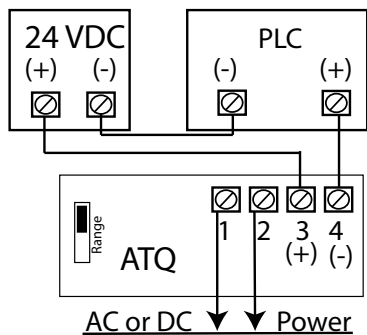 24 VDC
PLC
(+) (-)
(-) (+)
Range
1 2 3 4
(+) (-)
ATQ
AC or DC Power